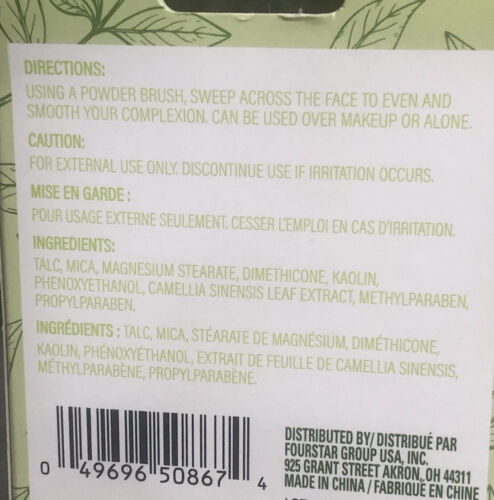 DIRECTIONS:
USING A POWDER BRUSH, SWEEP ACROSS THE FACE TO EVEN AND
SMOOTH YOUR COMPLEXION. CAN BE USED OVER MAKEUP OR ALONE.
CAUTION:
FOR EXTERNAL USE ONLY. DISCONTINUE USE IF IRRITATION OCCURS.
MISE EN GARDE :
POUR USAGE EXTERNE SEULEMENT. CESSER L'EMPLOI EN CAS D'IRRITATION.
INGREDIENTS:
TALC, MICA, MAGNESIUM STEARATE, DIMETHICONE, KAOLIN,
PHENOXYETHANOL, CAMELLIA SINENSIS LEAF EXTRACT, METHYLPARABEN,
PROPYLPARABEN.
INGRÉDIENTS : TALC, MICA, STÉARATE DE MAGNÉSIUM, DIMÉTHICONE,
KAOLIN, PHÉNOXYÉTHANOL, EXTRAIT DE FEUILLE DE CAMELLIA SINENSIS,
MÉTHYLPARABÈNE, PROPYLPARABÈNE.
0 49696 50867 4
DISTRIBUTED BY/ DISTRIBUÉ PAR
FOURSTAR GROUP USA, INC.
925 GRANT STREET AKRON, OH 44311
MADE IN CHINA / FABRIQUÉ EN CHINE